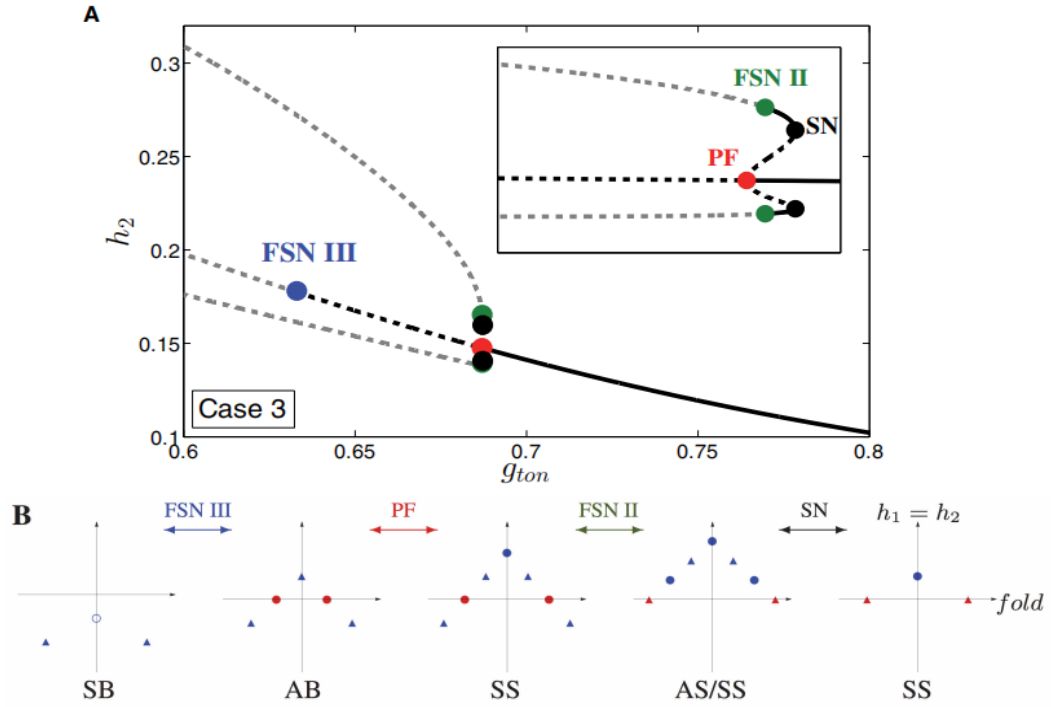 A
0.3
0.25
0.2
0.15
0.1
h₂
FSN II
SN
PF
FSN III
Case 3
0.6 0.65 0.7 0.75 0.8
g_ton
B
FSN III PF FSN II SN h₁ = h₂
fold
SB AB SS AS/SS SS